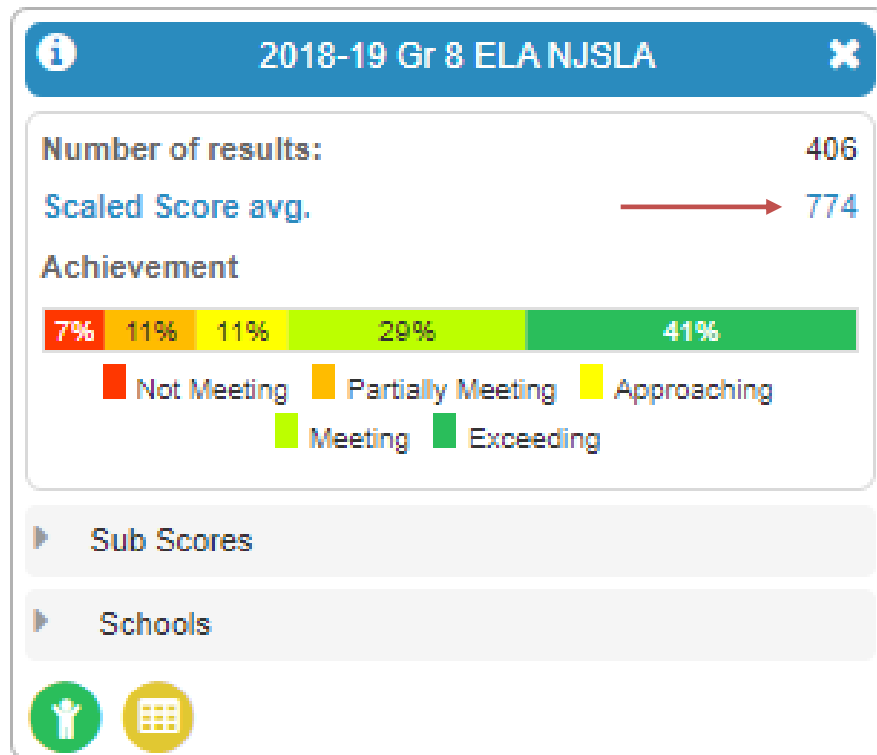 2018-19 Gr 8 ELA NJSLA
Number of results: 406
Scaled Score avg. 774
Achievement
7% 11% 11% 29% 41%
Not Meeting Partially Meeting Approaching
Meeting Exceeding
Sub Scores
Schools